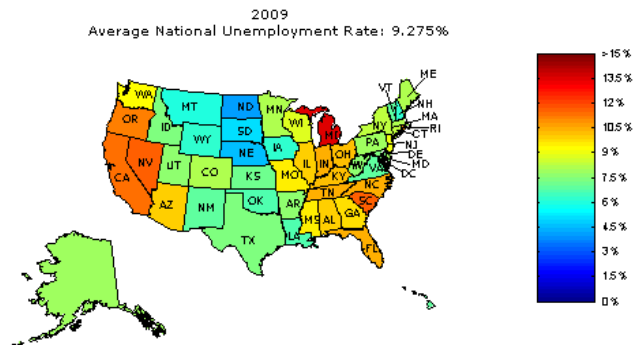 2009
Average National Unemployment Rate: 9.275%
WA
OR
CA
NV
ID
MT
WY
UT
AZ
CO
NM
ND
SD
NE
KS
OK
TX
MN
IA
MO
AR
LA
WI
IL
MI
IN
OH
KY
TN
MS
AL
GA
FL
SC
NC
VA
PA
NY
VT
ME
NH
MA
RI
CT
NJ
DE
MD
DC
>15%
13.5%
12%
10.5%
9%
7.5%
6%
4.5%
3%
1.5%
0%